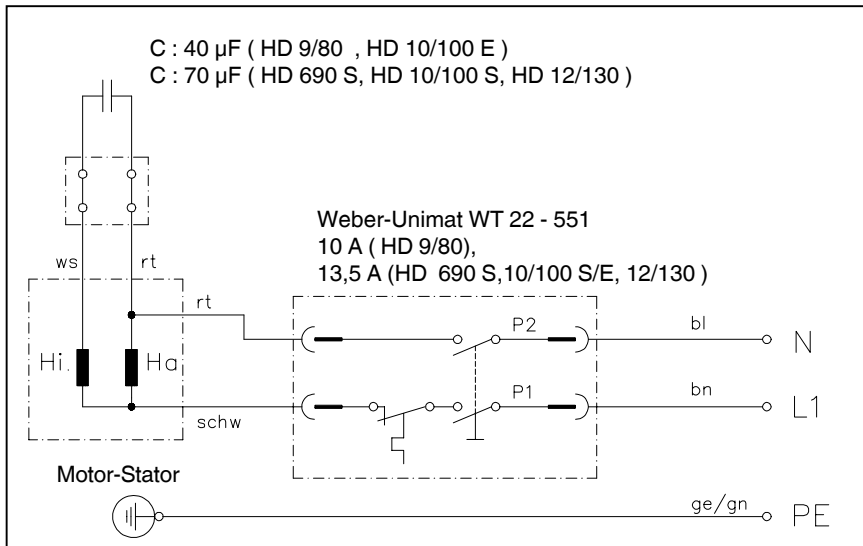 C : 40 µF ( HD 9/80 , HD 10/100 E )
C : 70 µF ( HD 690 S, HD 10/100 S, HD 12/130 )
Weber-Unimat WT 22 - 551
10 A ( HD 9/80),
13,5 A (HD 690 S,10/100 S/E, 12/130 )
ws
rt
rt
P2
bl
N
Hi.
Ha
P1
bn
L1
schw
Motor-Stator
ge/gn
PE